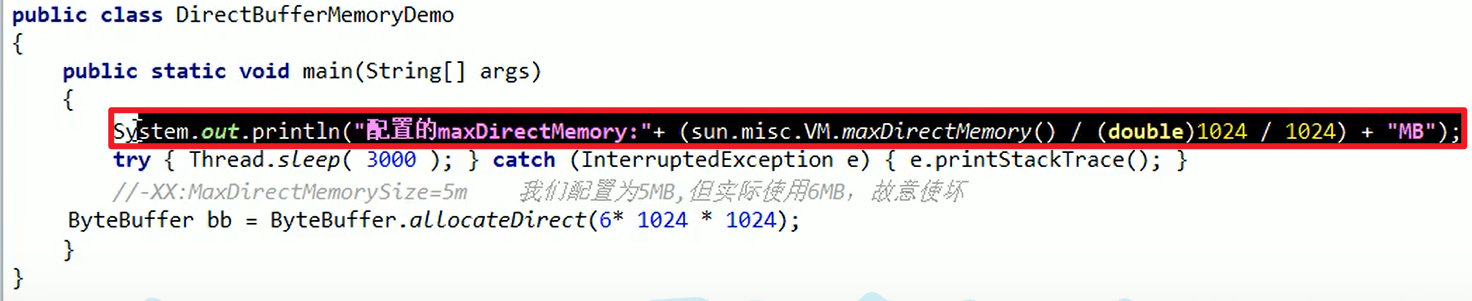 public class DirectBufferMemoryDemo
{
public static void main(String[] args)
{
System.out.println("配置的maxDirectMemory:"+ (sun.misc.VM.maxDirectMemory() / (double)1024 / 1024) + "MB");
try { Thread.sleep( 3000 ); } catch (InterruptedException e) { e.printStackTrace(); }
//-XX:MaxDirectMemorySize=5m 我们配置为5MB,但实际使用6MB，故意使坏
ByteBuffer bb = ByteBuffer.allocateDirect(6* 1024 * 1024);
}
}